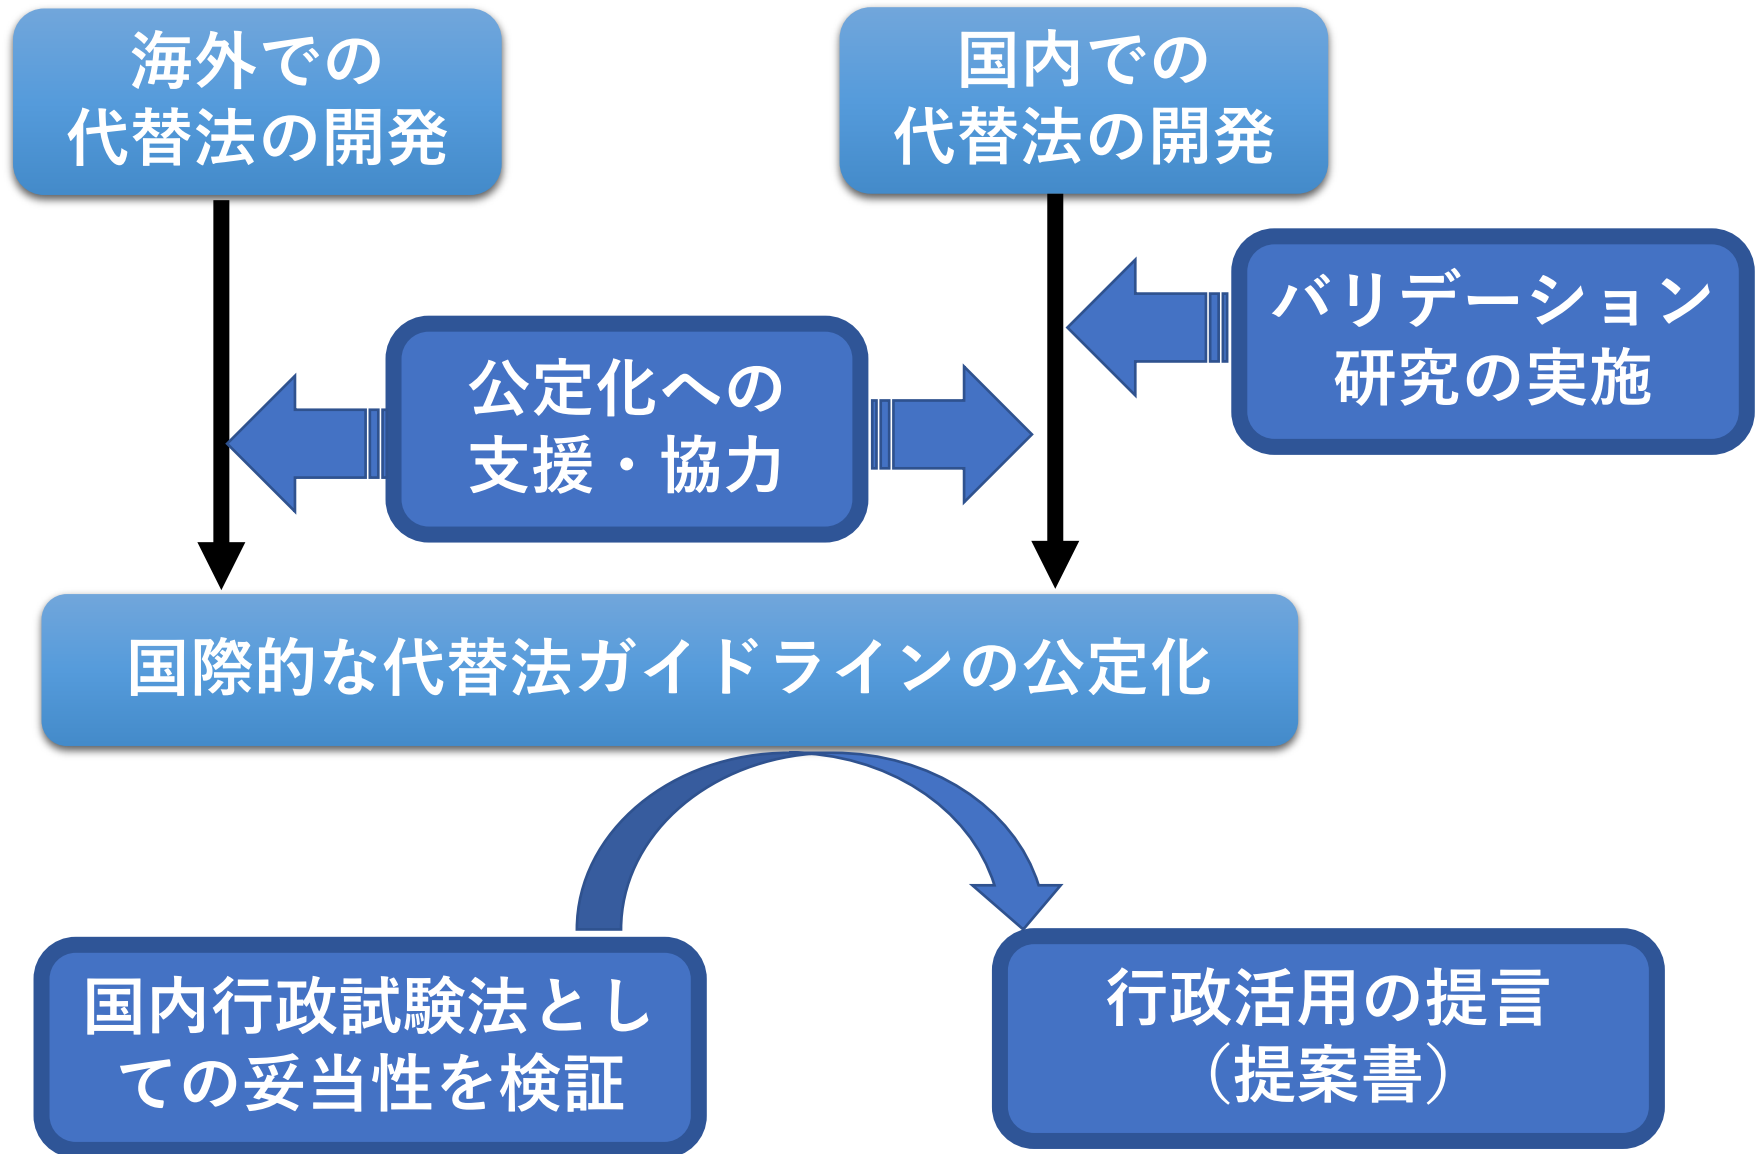 海外での
代替法の開発
国内での
代替法の開発
バリデーション
研究の実施
公定化への
支援・協力
国際的な代替法ガイドラインの公定化
国内行政試験法とし
ての妥当性を検証
行政活用の提言
（提案書）